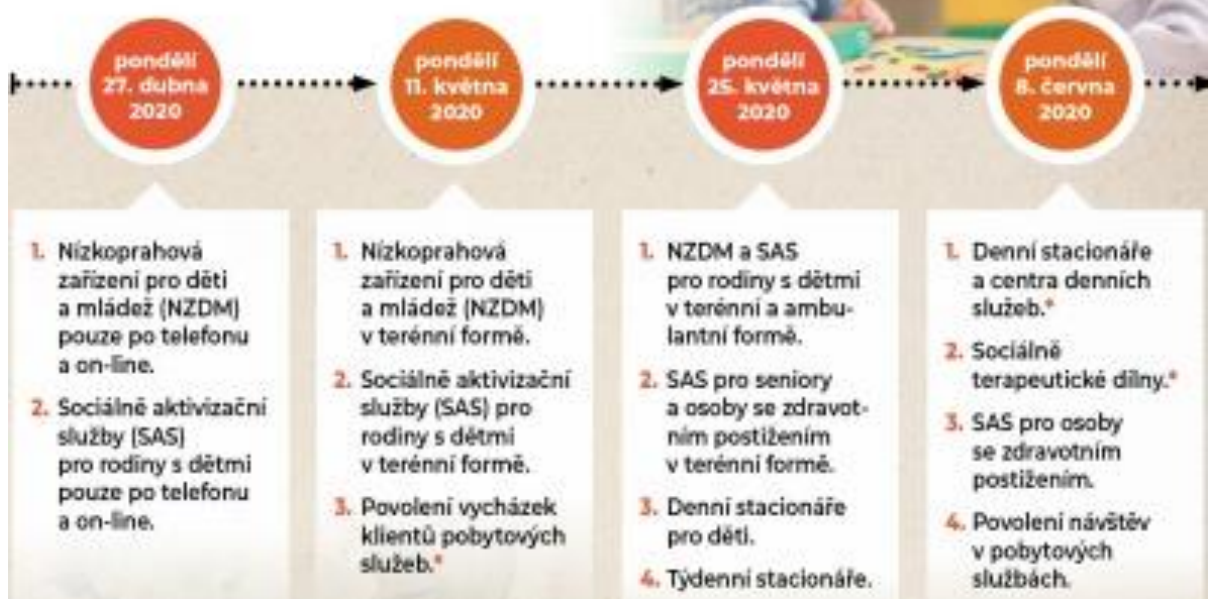 pondělí
27. dubna
2020
pondělí
11. května
2020
pondělí
25. května
2020
pondělí
8. června
2020
1. Nízkoprahová
zařízení pro děti
a mládež (NZDM)
pouze po telefonu
a on-line.
2. Sociálně aktivizační
služby (SAS)
pro rodiny s dětmi
pouze po telefonu
a on-line.
1. Nízkoprahová
zařízení pro děti
a mládež (NZDM)
v terénní formě.
2. Sociálně aktivizační
služby (SAS) pro
rodiny s dětmi
v terénní formě.
3. Povolení vycházek
klientů pobytových
služeb.*
1. NZDM a SAS
pro rodiny s dětmi
v terénní a ambu-
lantní formě.
2. SAS pro seniory
a osoby se zdravot-
ním postižením
v terénní formě.
3. Denní stacionáře
pro děti.
4. Týdenní stacionáře.
1. Denní stacionáře
a centra denních
služeb.*
2. Sociálně
terapeutické dílny.*
3. SAS pro osoby
se zdravotním
postižením.
4. Povolení návštěv
v pobytových
službách.